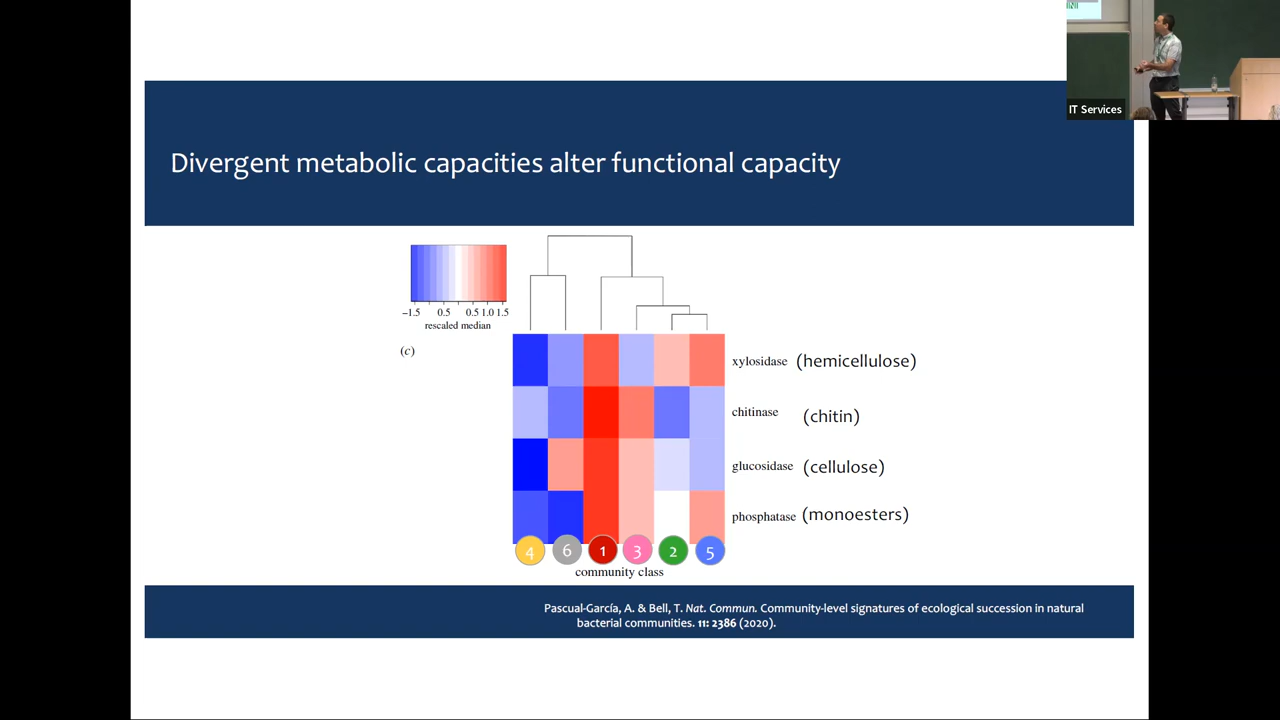 IT Services
Divergent metabolic capacities alter functional capacity
−1.5 0.5 0.5 1.0 1.5
rescaled median
(c)
xylosidase (hemicellulose)
chitinase (chitin)
glucosidase (cellulose)
phosphatase (monoesters)
4 6 1 3 2 5
community class
Pascual-García, A. & Bell, T. Nat. Commun. Community-level signatures of ecological succession in natural
bacterial communities. 11: 2386 (2020).